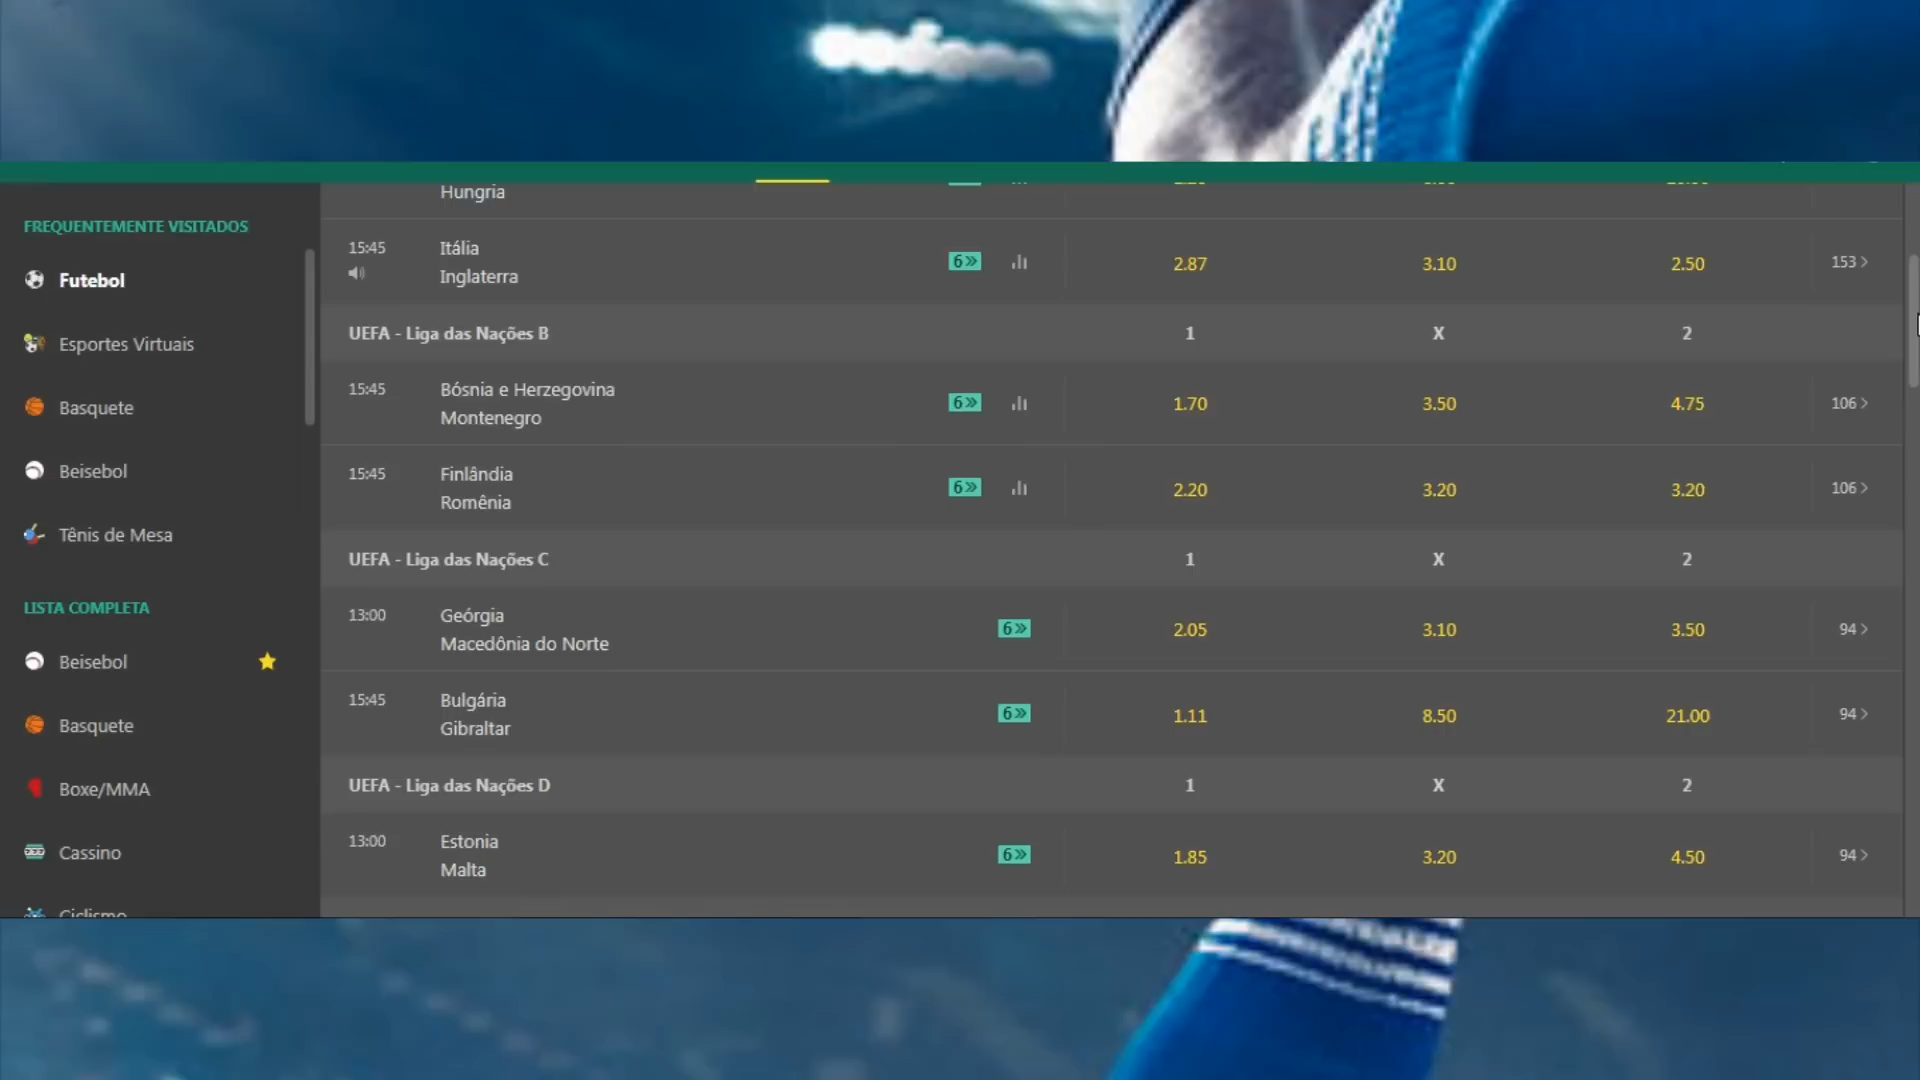 Hungria
FREQUENTEMENTE VISITADOS
Futebol
Esportes Virtuais
Basquete
Beisebol
Tênis de Mesa
LISTA COMPLETA
Beisebol
Basquete
Boxe/MMA
Cassino
Ciclismo
15:45 Itália 6» 2.87 3.10 2.50 153 >
Inglaterra
UEFA - Liga das Nações B 1 X 2
15:45 Bósnia e Herzegovina 6» 1.70 3.50 4.75 106 >
Montenegro
15:45 Finlândia 6» 2.20 3.20 3.20 106 >
Romênia
UEFA - Liga das Nações C 1 X 2
13:00 Geórgia 6» 2.05 3.10 3.50 94 >
Macedônia do Norte
15:45 Bulgária 6» 1.11 8.50 21.00 94 >
Gibraltar
UEFA - Liga das Nações D 1 X 2
13:00 Estonia 6» 1.85 3.20 4.50 94 >
Malta